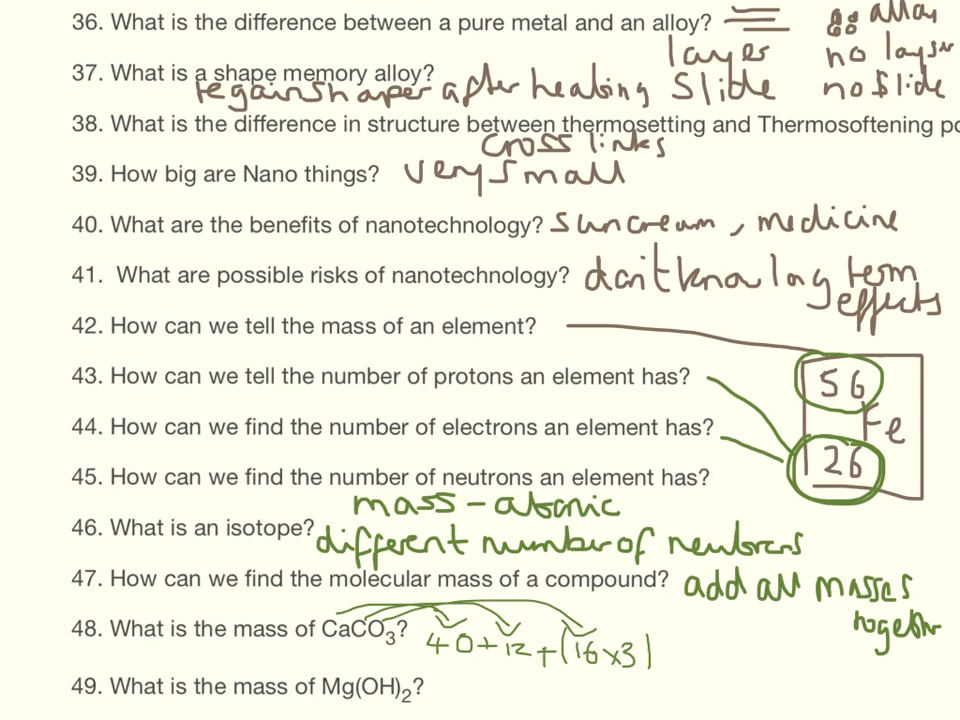 36. What is the difference between a pure metal and an alloy? alloy
layer no layer
37. What is a shape memory alloy?
regain shape after heating slide no slide
38. What is the difference in structure between thermosetting and Thermosoftening po
cross links
39. How big are Nano things? very small
40. What are the benefits of nanotechnology? suncream, medicine
41. What are possible risks of nanotechnology? don't know long term
effects
42. How can we tell the mass of an element?
43. How can we tell the number of protons an element has? 56
Fe
44. How can we find the number of electrons an element has?
26
45. How can we find the number of neutrons an element has?
mass - atomic
46. What is an isotope? different number of neutrons
47. How can we find the molecular mass of a compound? add all masses
together
48. What is the mass of CaCO₃? 40+12+(16x3)
49. What is the mass of Mg(OH)₂?